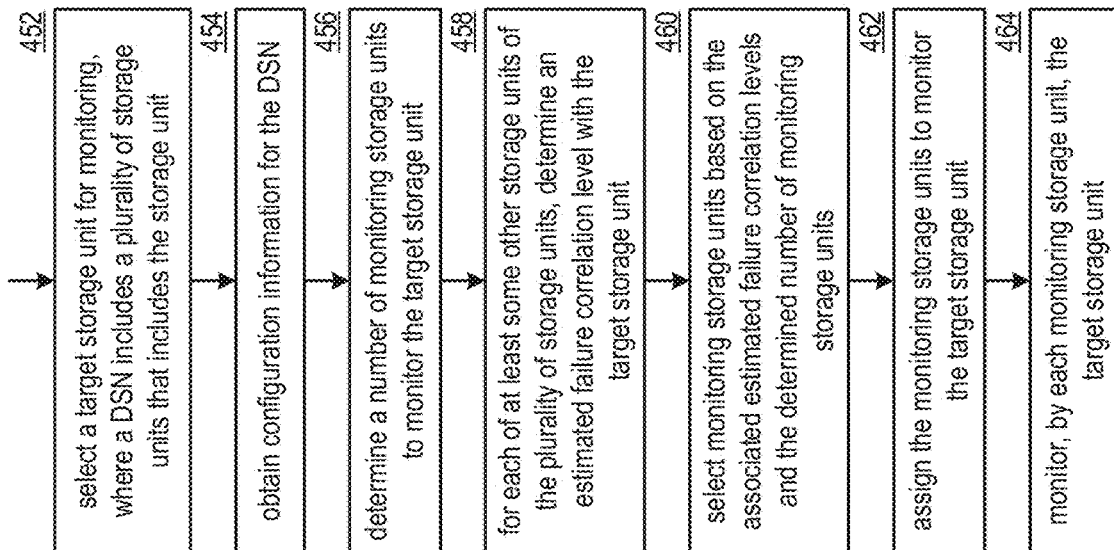 452
select a target storage unit for monitoring,
where a DSN includes a plurality of storage
units that includes the storage unit
454
obtain configuration information for the DSN
456
determine a number of monitoring storage units
to monitor the target storage unit
458
for each of at least some other storage units of
the plurality of storage units, determine an
estimated failure correlation level with the
target storage unit
460
select monitoring storage units based on the
associated estimated failure correlation levels
and the determined number of monitoring
storage units
462
assign the monitoring storage units to monitor
the target storage unit
464
monitor, by each monitoring storage unit, the
target storage unit